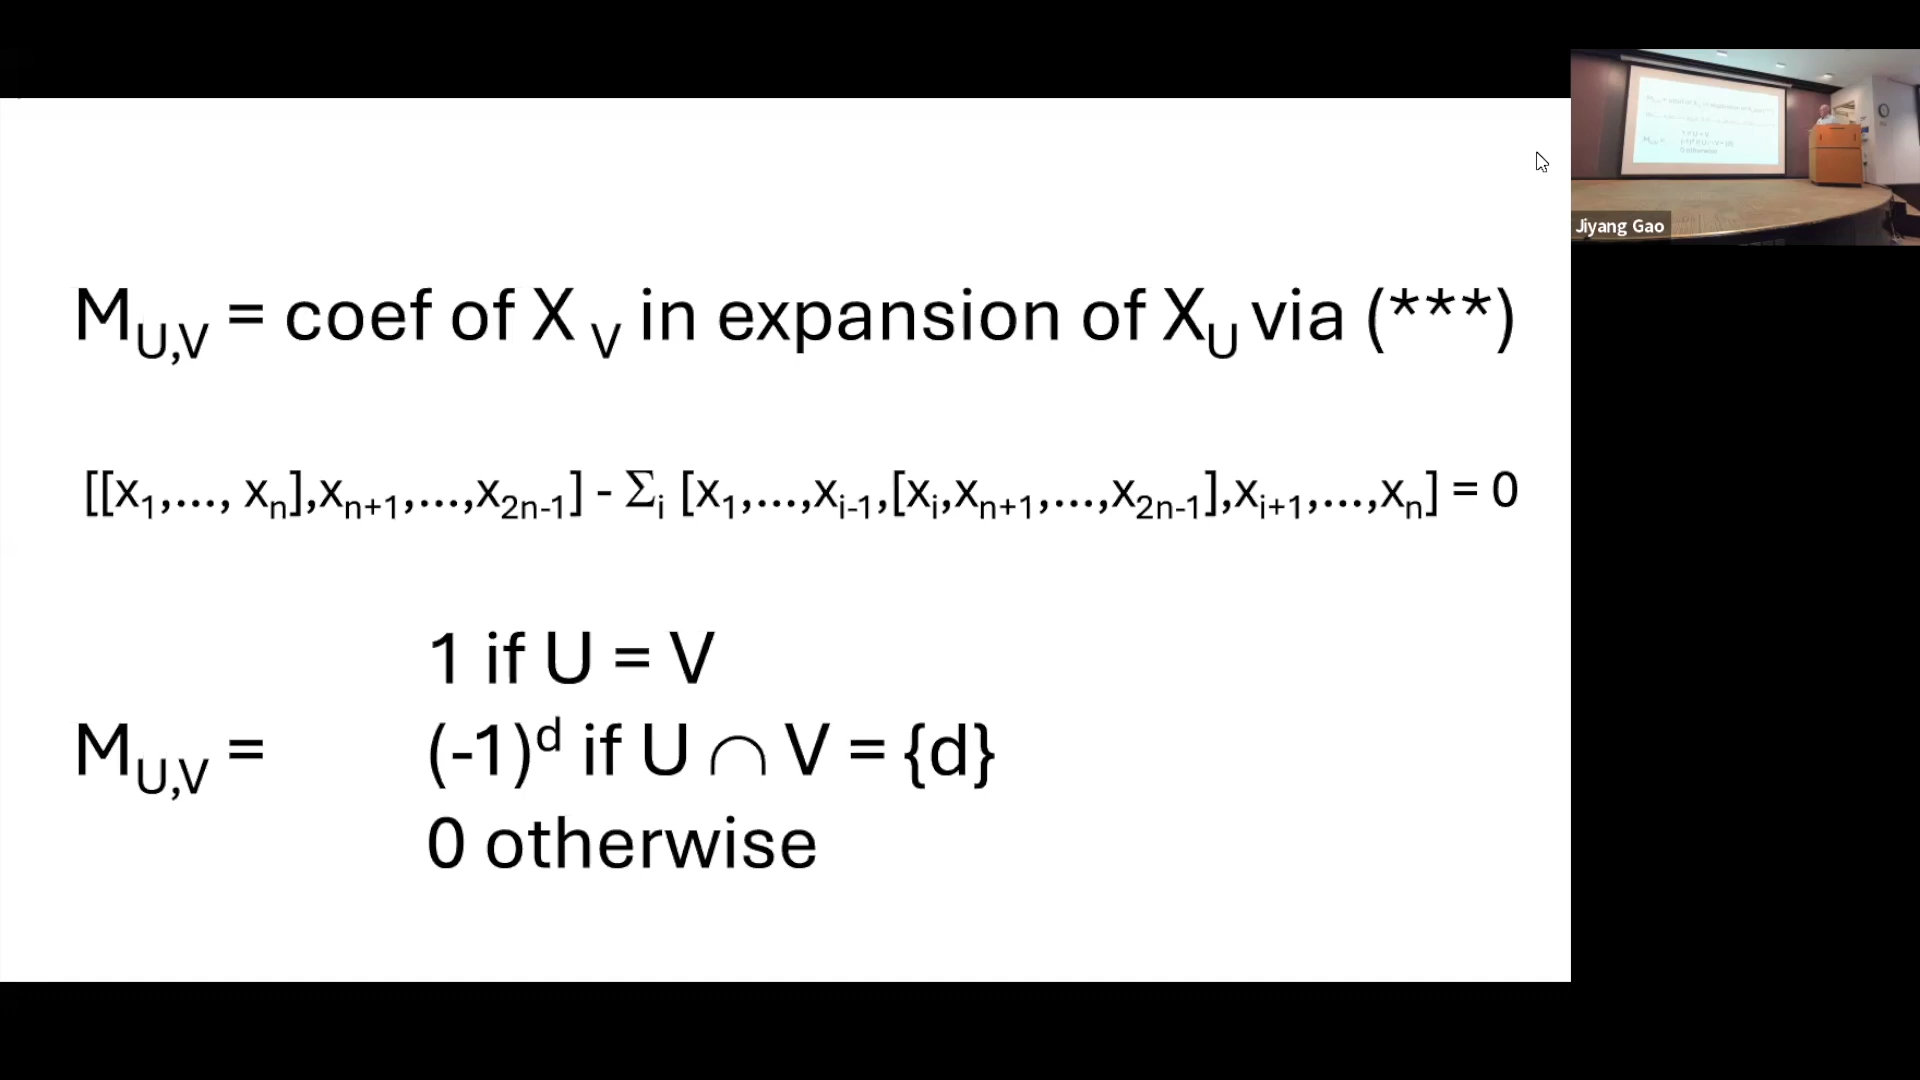 M_{U,V} = coef of X_V in expansion of X_U via (***)
[[x_1,..., x_n],x_{n+1},...,x_{2n-1}] - Σ_i [x_1,...,x_{i-1},[x_i,x_{n+1},...,x_{2n-1}],x_{i+1},...,x_n] = 0
1 if U = V
M_{U,V} = (-1)^d if U ∩ V = {d}
0 otherwise
Jiyang Gao